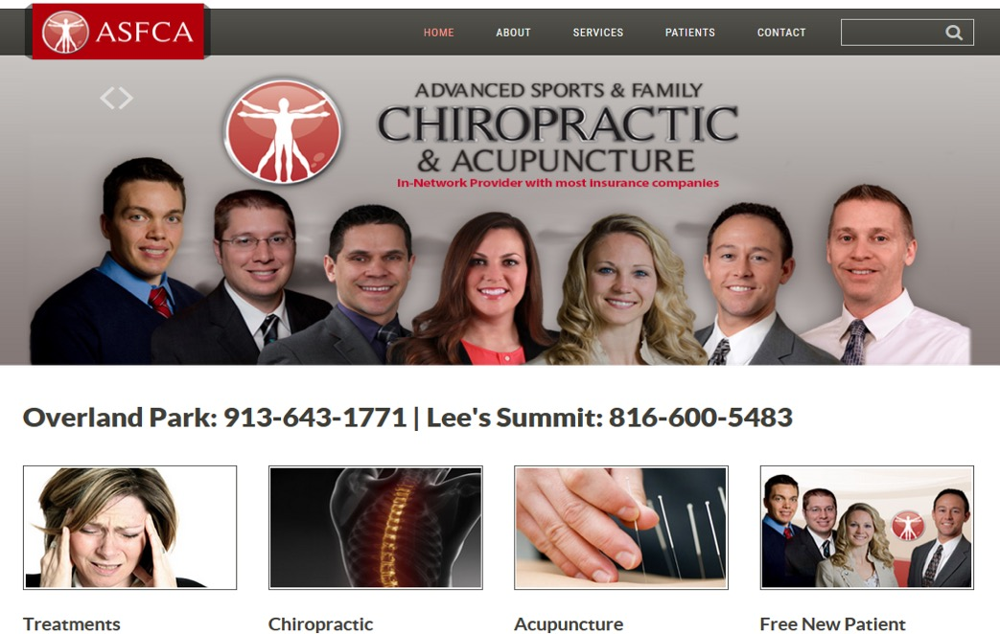 ASFCA
HOME ABOUT SERVICES PATIENTS CONTACT
ADVANCED SPORTS & FAMILY
CHIROPRACTIC
& ACUPUNCTURE
In-Network Provider with most Insurance companies
Overland Park: 913-643-1771 | Lee's Summit: 816-600-5483
Treatments
Chiropractic
Acupuncture
Free New Patient